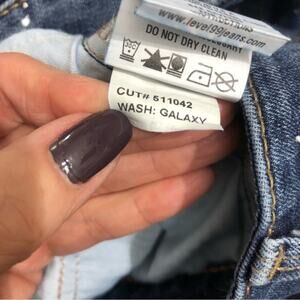 www.level99jeans.com
DO NOT DRY CLEAN
CUT# 511042
WASH: GALAXY